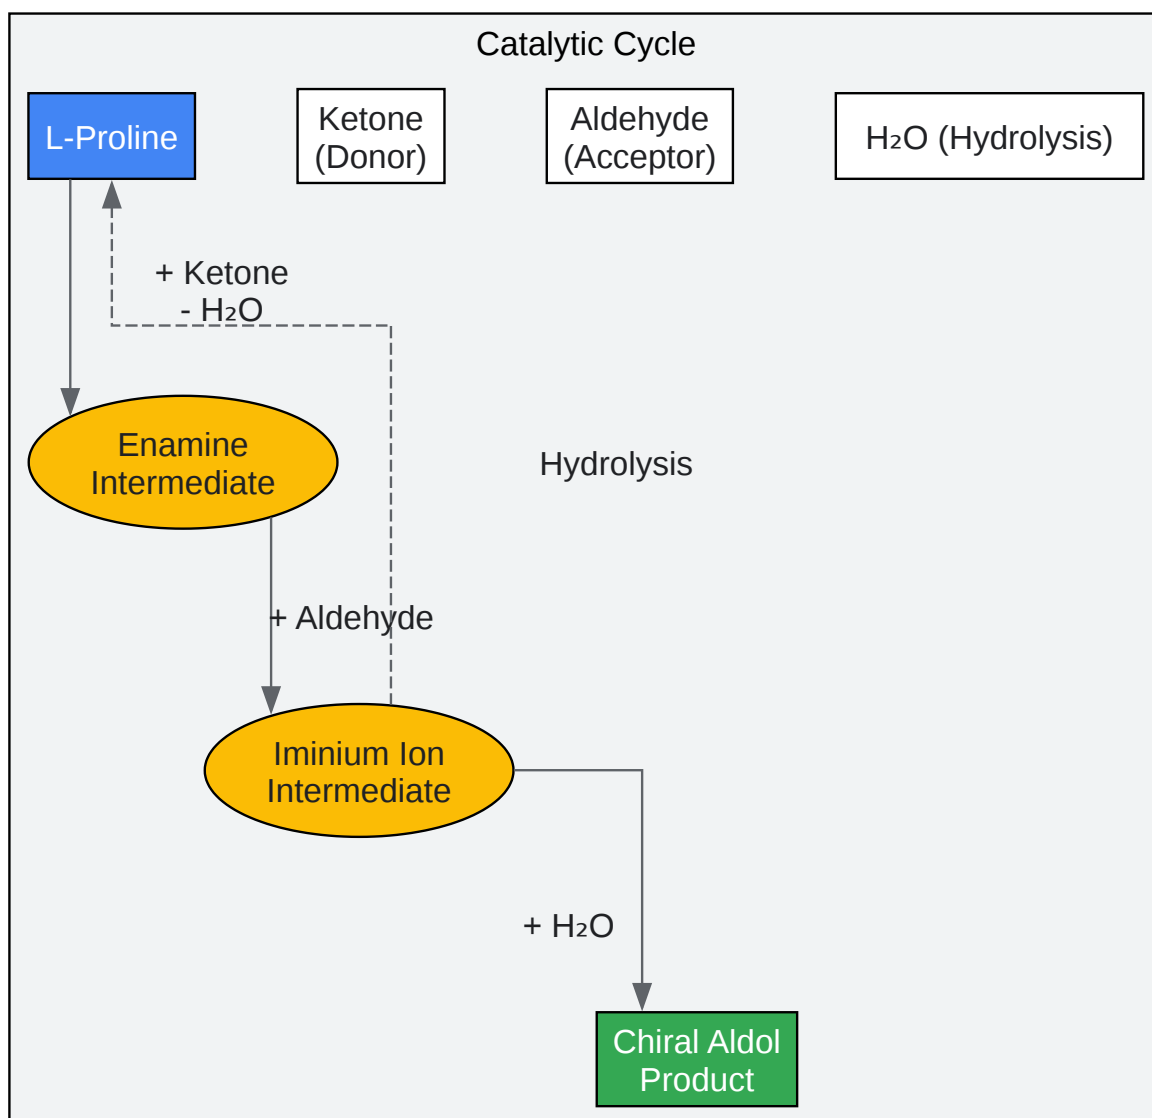 Catalytic Cycle
L-Proline
Ketone
(Donor)
Aldehyde
(Acceptor)
H₂O (Hydrolysis)
+ Ketone
- H₂O
Enamine
Intermediate
Hydrolysis
+ Aldehyde
Iminium Ion
Intermediate
+ H₂O
Chiral Aldol
Product